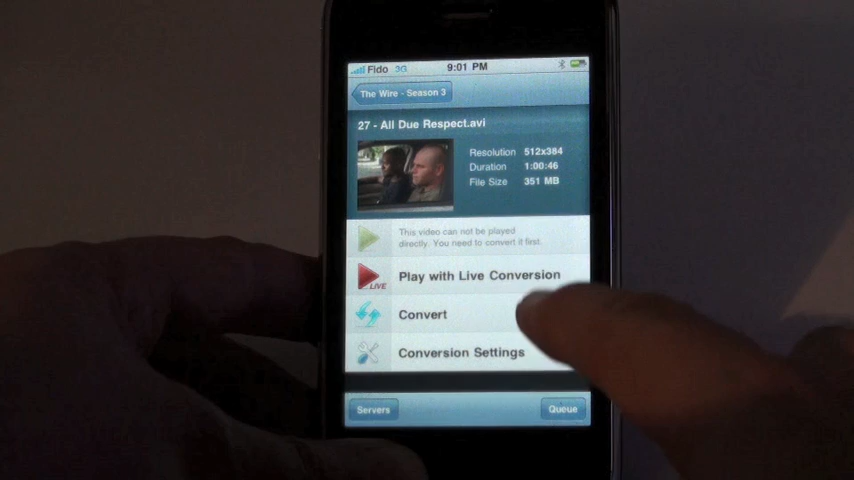 Fido 3G 9:01 PM
The Wire - Season 3
27 - All Due Respect.avi
Resolution 512x384
Duration 1:00:46
File Size 351 MB
This video can not be played
directly. You need to convert it first.
Play with Live Conversion
LIVE
Convert
Conversion Settings
Servers Queue